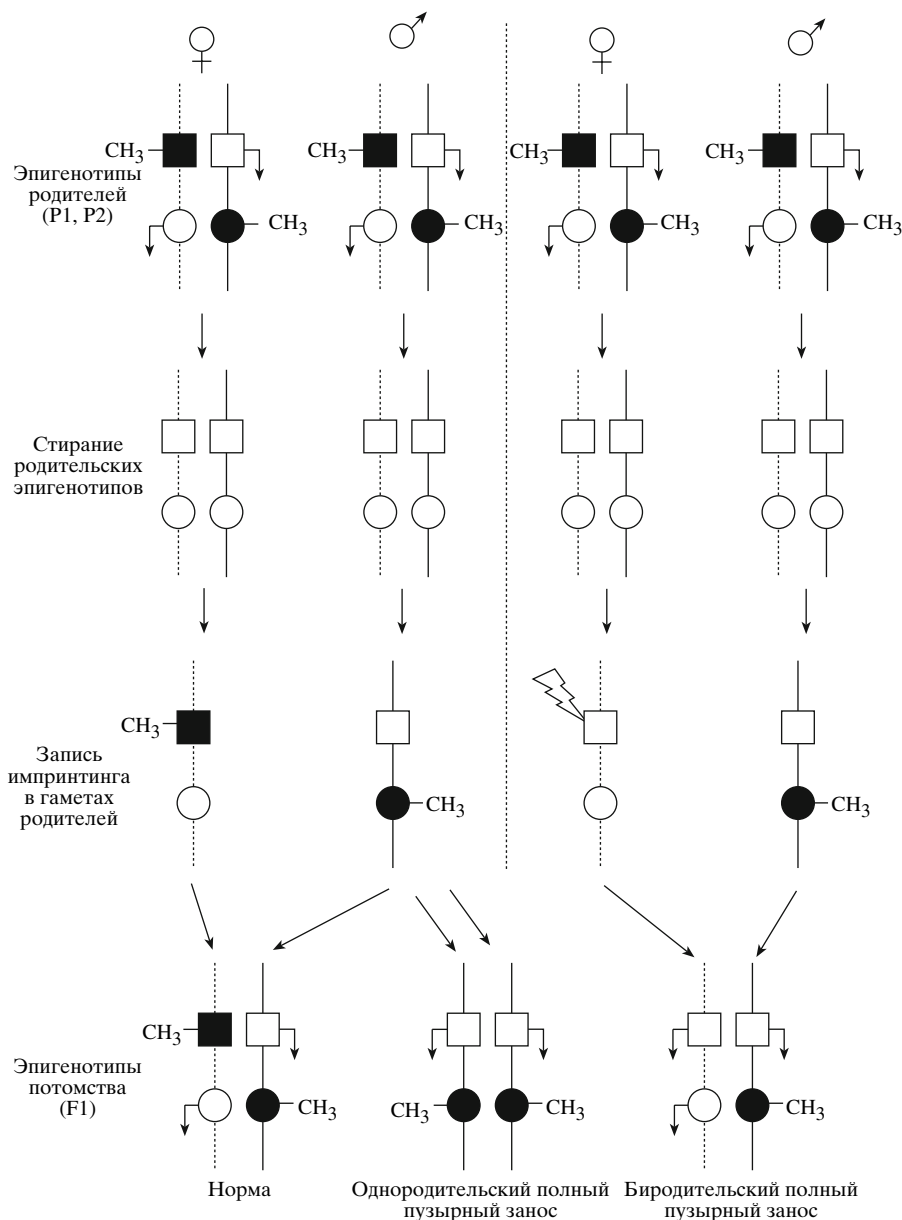 CH₃ CH₃ CH₃ CH₃
Эпигенотипы
родителей
(P1, P2)
CH₃ CH₃ CH₃ CH₃
Стирание
родительских
эпигенотипов
CH₃
Запись
импринтинга
в гаметах
родителей
CH₃ CH₃
CH₃
Эпигенотипы
потомства
(F1)
CH₃ CH₃ CH₃ CH₃
Норма
Однородительский полный
пузырный занос
Биродительский полный
пузырный занос